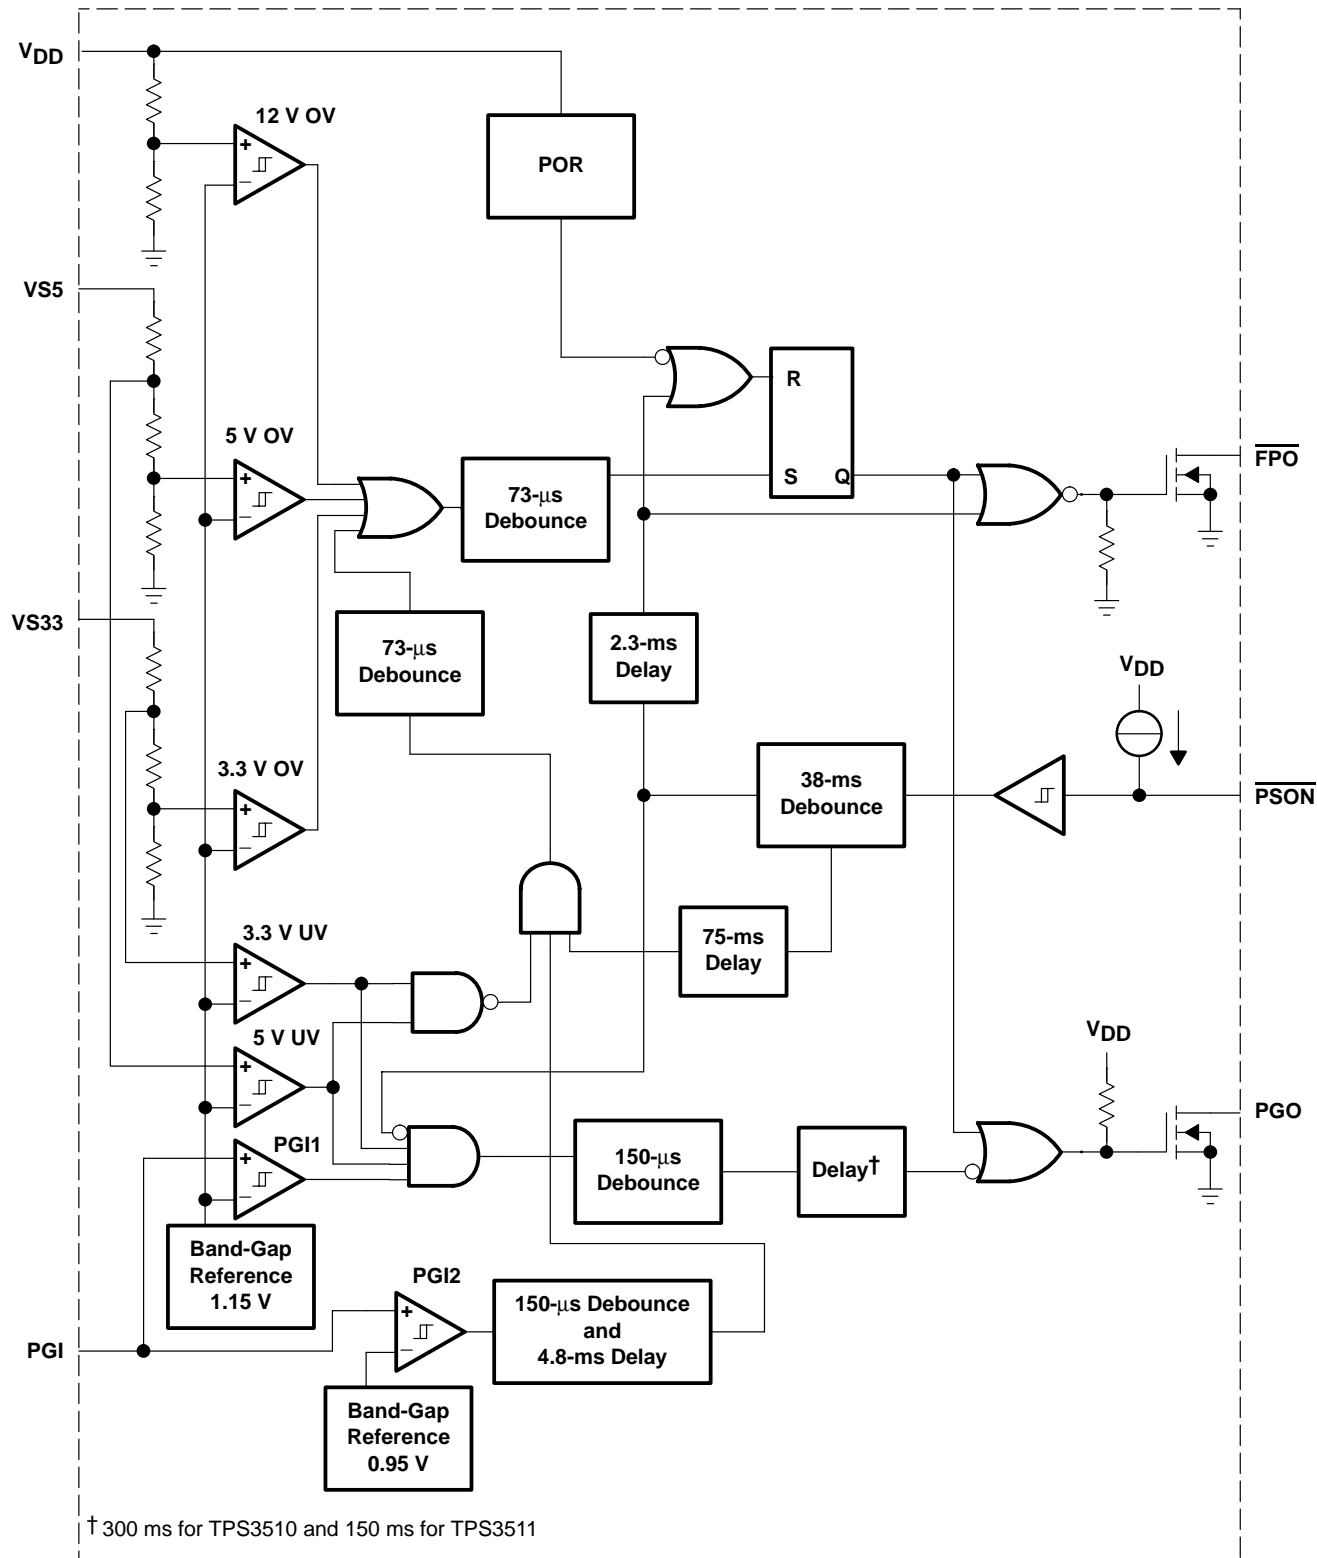 VDD
12 V OV
+
−
POR
VS5
5 V OV
+
−
R
S Q
FPO
73-μs
Debounce
VS33
73-μs
Debounce
2.3-ms
Delay
VDD
3.3 V OV
+
−
38-ms
Debounce
PSON
3.3 V UV
+
−
75-ms
Delay
5 V UV
+
−
VDD
PGO
PGI1
+
−
150-μs
Debounce
Delay†
Band-Gap
Reference
1.15 V
PGI2
+
−
150-μs Debounce
and
4.8-ms Delay
PGI
Band-Gap
Reference
0.95 V
† 300 ms for TPS3510 and 150 ms for TPS3511